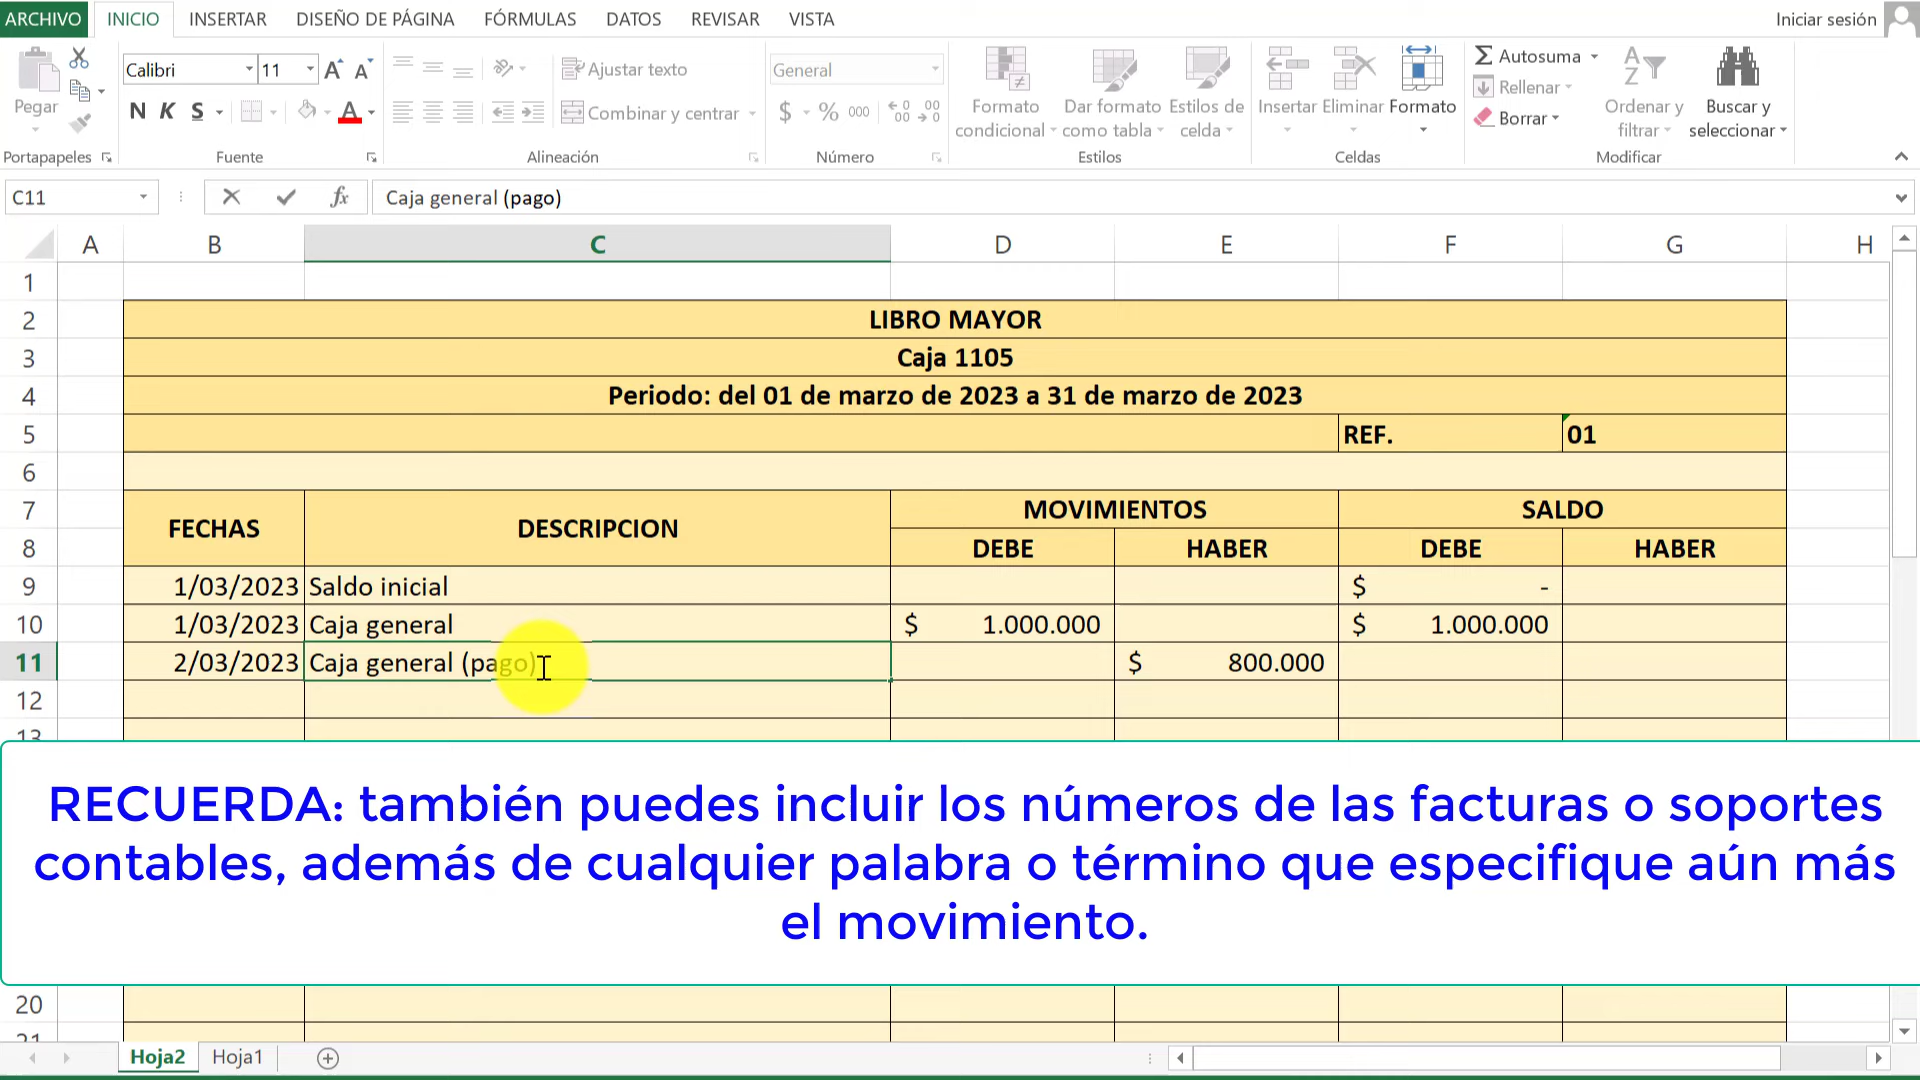 ARCHIVO INICIO INSERTAR DISEÑO DE PÁGINA FÓRMULAS DATOS REVISAR VISTA Iniciar sesión
Pegar
Portapapeles
Calibri 11
N K S A
Fuente
Ajustar texto
Combinar y centrar
Alineación
General
$ % 000
Número
Formato condicional
Dar formato como tabla
Estilos de celda
Estilos
Insertar Eliminar Formato
Celdas
Autosuma
Rellenar
Borrar
Ordenar y filtrar
Buscar y seleccionar
Modificar
C11 fx Caja general (pago)
A B C D E F G H
1
2 LIBRO MAYOR
3 Caja 1105
4 Periodo: del 01 de marzo de 2023 a 31 de marzo de 2023
5 REF. 01
6
7 FECHAS DESCRIPCION MOVIMIENTOS SALDO
8 DEBE HABER DEBE HABER
9 1/03/2023 Saldo inicial $ -
10 1/03/2023 Caja general $ 1.000.000 $ 1.000.000
11 2/03/2023 Caja general (pago) $ 800.000
12
13
RECUERDA: también puedes incluir los números de las facturas o soportes
contables, además de cualquier palabra o término que especifique aún más
el movimiento.
20
21
Hoja2 Hoja1